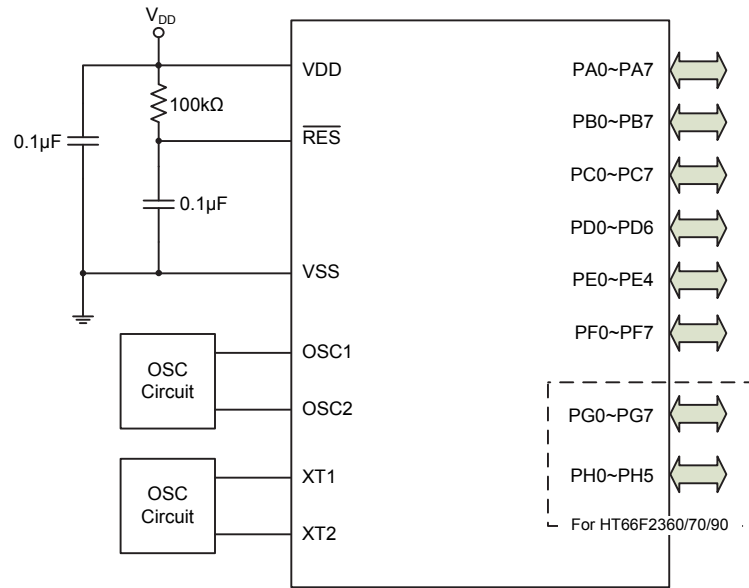 VDD
VDD
100kΩ
0.1µF
RES
0.1µF
VSS
OSC Circuit
OSC1
OSC2
OSC Circuit
XT1
XT2
PA0~PA7
PB0~PB7
PC0~PC7
PD0~PD6
PE0~PE4
PF0~PF7
PG0~PG7
PH0~PH5
For HT66F2360/70/90